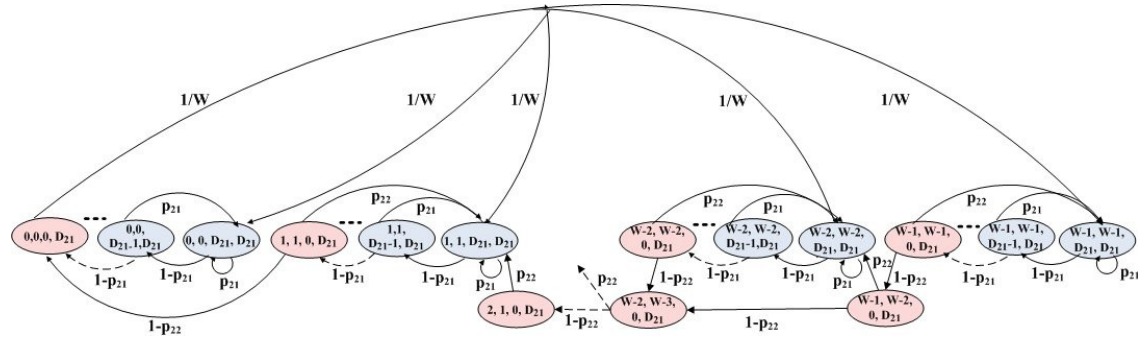 1/W
1/W
1/W
1/W
1/W
p₂₁
p₂₂
p₂₁
p₂₂
p₂₁
p₂₂
p₂₁
0,0,0, D₂₁
0,0,
D₂₁-1,D₂₁
0, 0, D₂₁, D₂₁
1, 1, 0, D₂₁
1,1,
D₂₁-1, D₂₁
1, 1, D₂₁, D₂₁
W-2, W-2,
0, D₂₁
W-2, W-2,
D₂₁-1,D₂₁
W-2, W-2,
D₂₁, D₂₁
W-1, W-1,
0, D₂₁
W-1, W-1,
D₂₁-1, D₂₁
W-1, W-1,
D₂₁, D₂₁
1-p₂₁
1-p₂₁
p₂₁
1-p₂₁
1-p₂₁
p₂₁
p₂₂
p₂₂
1-p₂₂
1-p₂₁
1-p₂₁
p₂₁
p₂₂
1-p₂₂
1-p₂₁
1-p₂₁
p₂₁
1-p₂₂
2, 1, 0, D₂₁
1-p₂₂
W-2, W-3,
0, D₂₁
1-p₂₂
W-1, W-2,
0, D₂₁